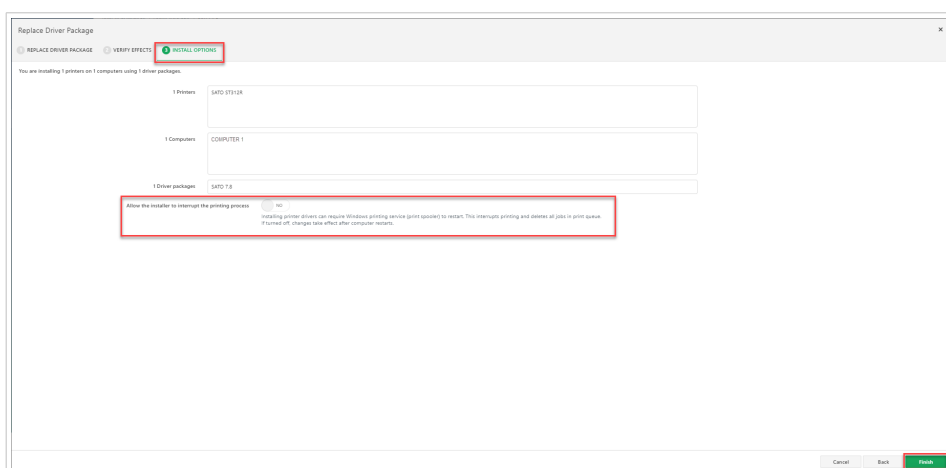 Replace Driver Package
1 REPLACE DRIVER PACKAGE 2 VERIFY EFFECTS 3 INSTALL OPTIONS
You are installing 1 printers on 1 computers using 1 driver packages.
1 Printers SATO ST312R
1 Computers COMPUTER 1
1 Driver packages SATO 7.8
Allow the installer to interrupt the printing process NO
Installing printer drivers can require Windows printing service (print spooler) to restart. This interrupts printing and deletes all jobs in print queue.
If turned off: changes take effect after computer restarts.
Cancel Back Finish